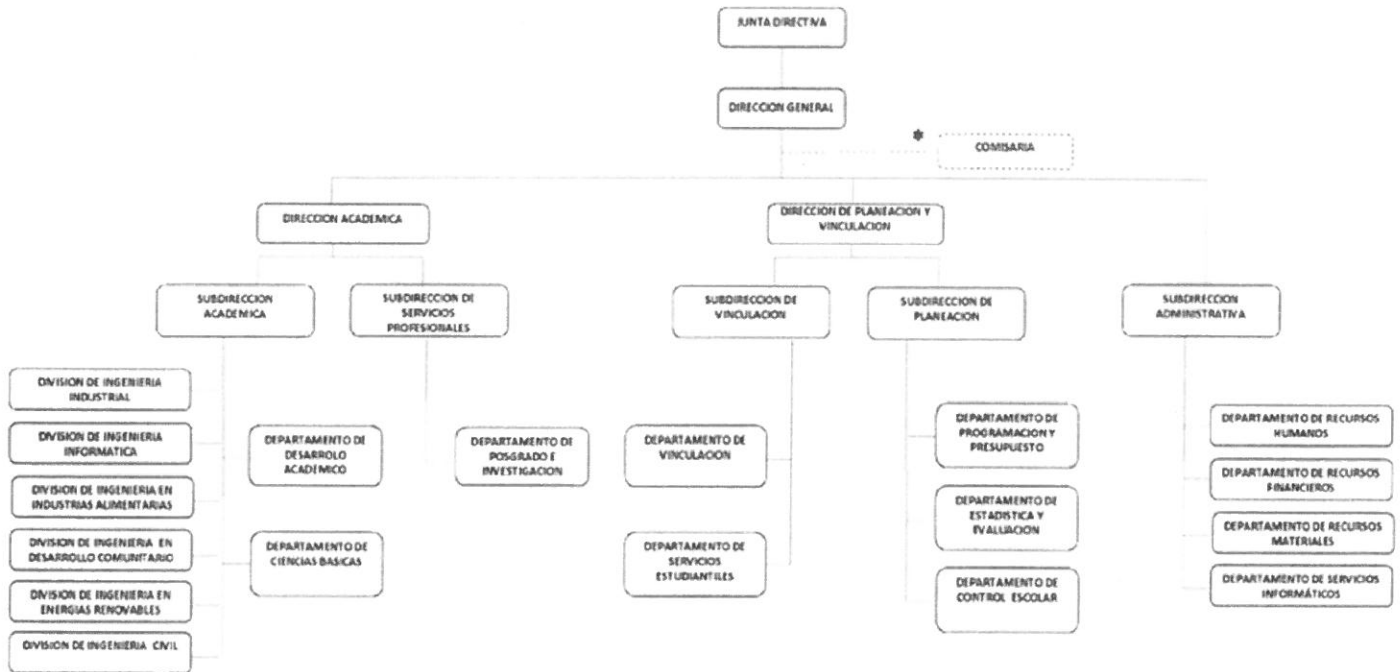 JUNTA DIRECTIVA
DIRECCION GENERAL
*
COMISARIA
DIRECCION ACADEMICA
DIRECCION DE PLANEACION Y
VINCULACION
SUBDIRECCION
ACADEMICA
SUBDIRECCION DE
SERVICIOS
PROFESIONALES
SUBDIRECCION DE
VINCULACION
SUBDIRECCION DE
PLANEACION
SUBDIRECCION
ADMINISTRATIVA
DIVISION DE INGENIERIA
INDUSTRIAL
DIVISION DE INGENIERIA
INFORMATICA
DIVISION DE INGENIERIA EN
INDUSTRIAS ALIMENTARIAS
DIVISION DE INGENIERIA EN
DESARROLLO COMUNITARIO
DIVISION DE INGENIERIA EN
ENERGIAS RENOVABLES
DIVISION DE INGENIERIA CIVIL
DEPARTAMENTO DE
DESARROLO
ACADEMICO
DEPARTAMENTO DE
CIENCIAS BASICAS
DEPARTAMENTO DE
POSGRADO E
INVESTIGACION
DEPARTAMENTO DE
VINCULACION
DEPARTAMENTO DE
SERVICIOS
ESTUDIANTILES
DEPARTAMENTO DE
PROGRAMACION Y
PRESUPUESTO
DEPARTAMENTO DE
ESTADISTICA Y
EVALUACION
DEPARTAMENTO DE
CONTROL ESCOLAR
DEPARTAMENTO DE RECURSOS
HUMANOS
DEPARTAMENTO DE RECURSOS
FINANCIEROS
DEPARTAMENTO DE RECURSOS
MATERIALES
DEPARTAMENTO DE SERVICIOS
INFORMÁTICOS